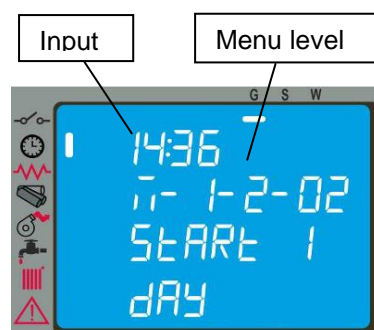 Input Menu level
G S W
14:36
m- 1-2-02
StARt 1
dAY